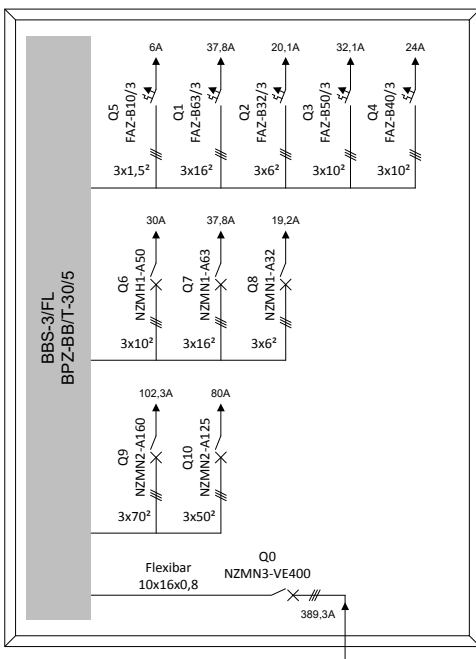 BBS-3/FL
BPZ-BB/T-30/5
6A
37,8A
20,1A
32,1A
24A
Q5
FAZ-B10/3
Q1
FAZ-B63/3
Q2
FAZ-B32/3
Q3
FAZ-B50/3
Q4
FAZ-B40/3
3x1,5²
3x16²
3x6²
3x10²
3x10²
30A
37,8A
19,2A
Q6
NZMH1-A50
Q7
NZMN1-A63
Q8
NZMN1-A32
3x10²
3x16²
3x6²
102,3A
80A
Q9
NZMN2-A160
Q10
NZMN2-A125
3x70²
3x50²
Flexibar
10x16x0,8
Q0
NZMN3-VE400
389,3A